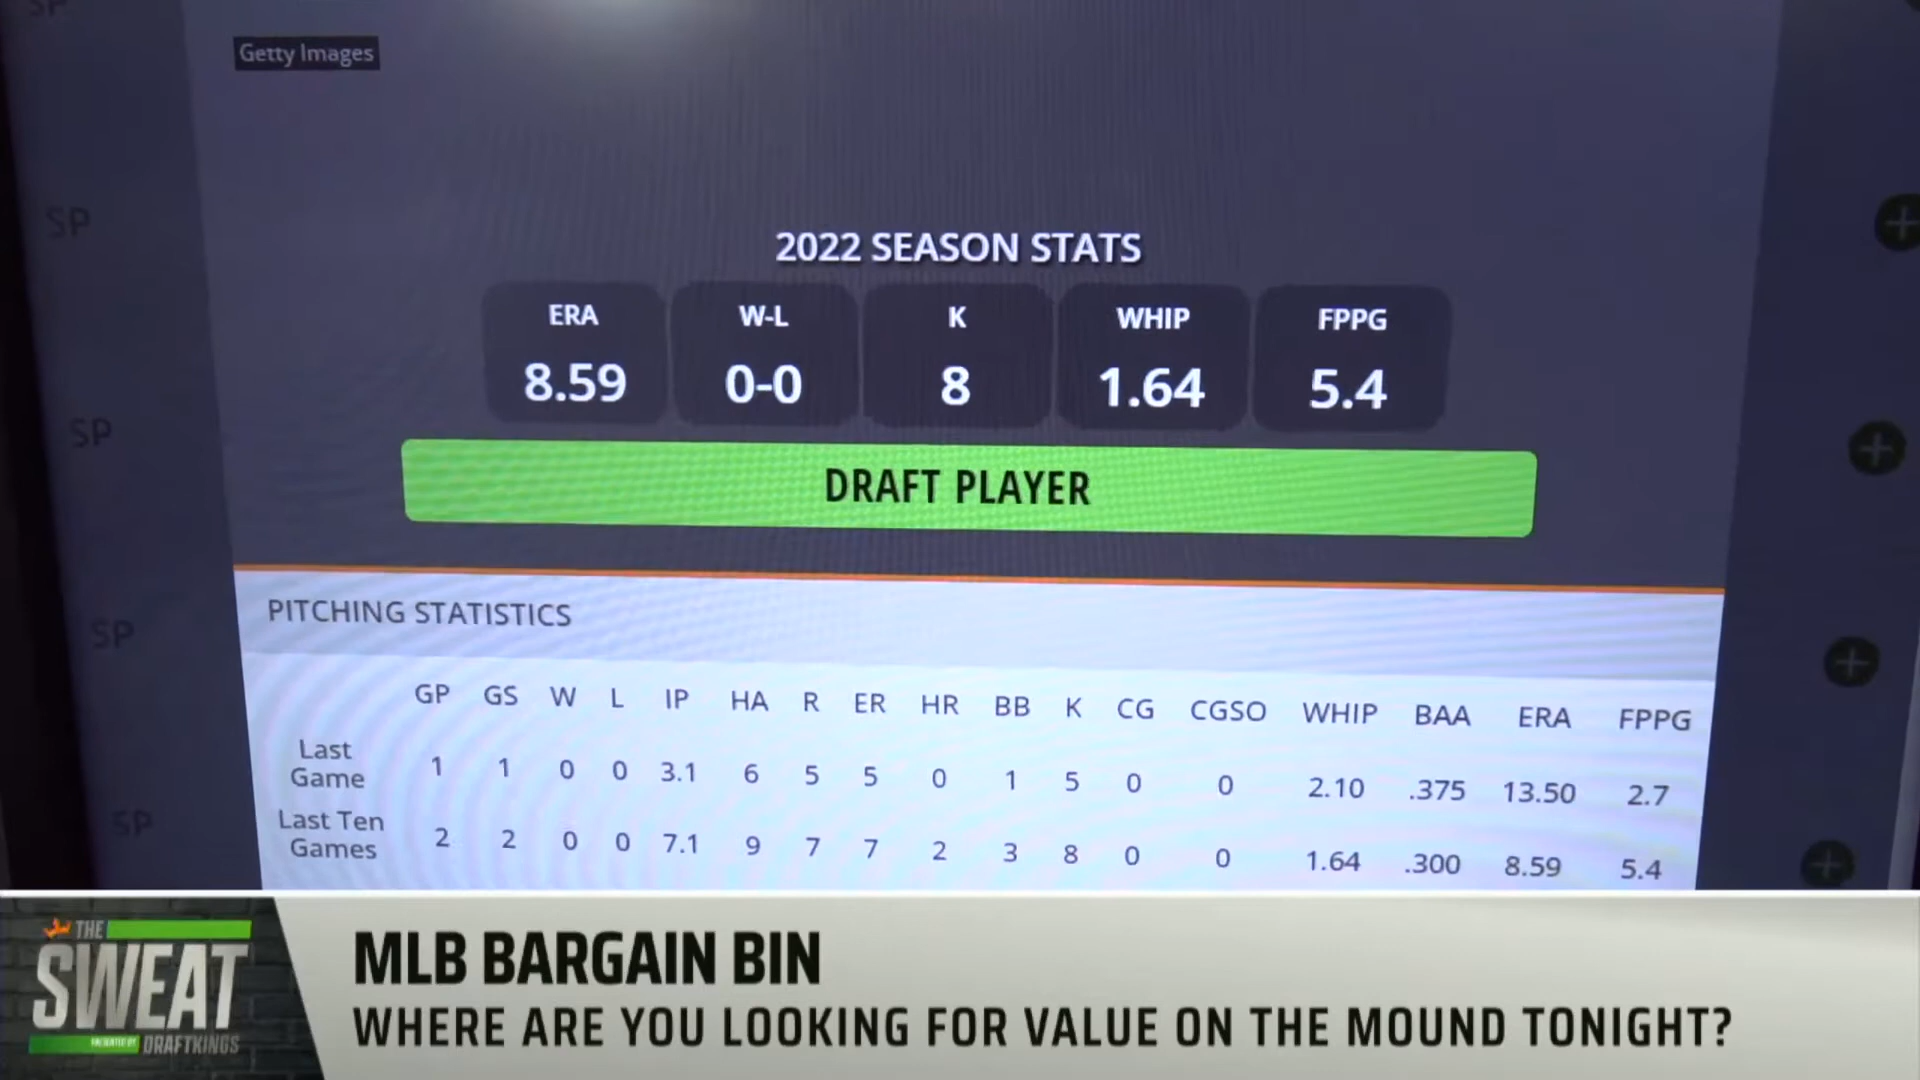 SP
Getty Images
SP
2022 SEASON STATS
ERA W-L K WHIP FPPG
8.59 0-0 8 1.64 5.4
SP
DRAFT PLAYER
PITCHING STATISTICS
SP
GP GS W L IP HA R ER HR BB K CG CGSO WHIP BAA ERA FPPG
Last
Game 1 1 0 0 3.1 6 5 5 0 1 5 0 0 2.10 .375 13.50 2.7
SP
Last Ten
Games 2 2 0 0 7.1 9 7 7 2 3 8 0 0 1.64 .300 8.59 5.4
THE
SWEAT
PRESENTED BY DRAFTKINGS
MLB BARGAIN BIN
WHERE ARE YOU LOOKING FOR VALUE ON THE MOUND TONIGHT?